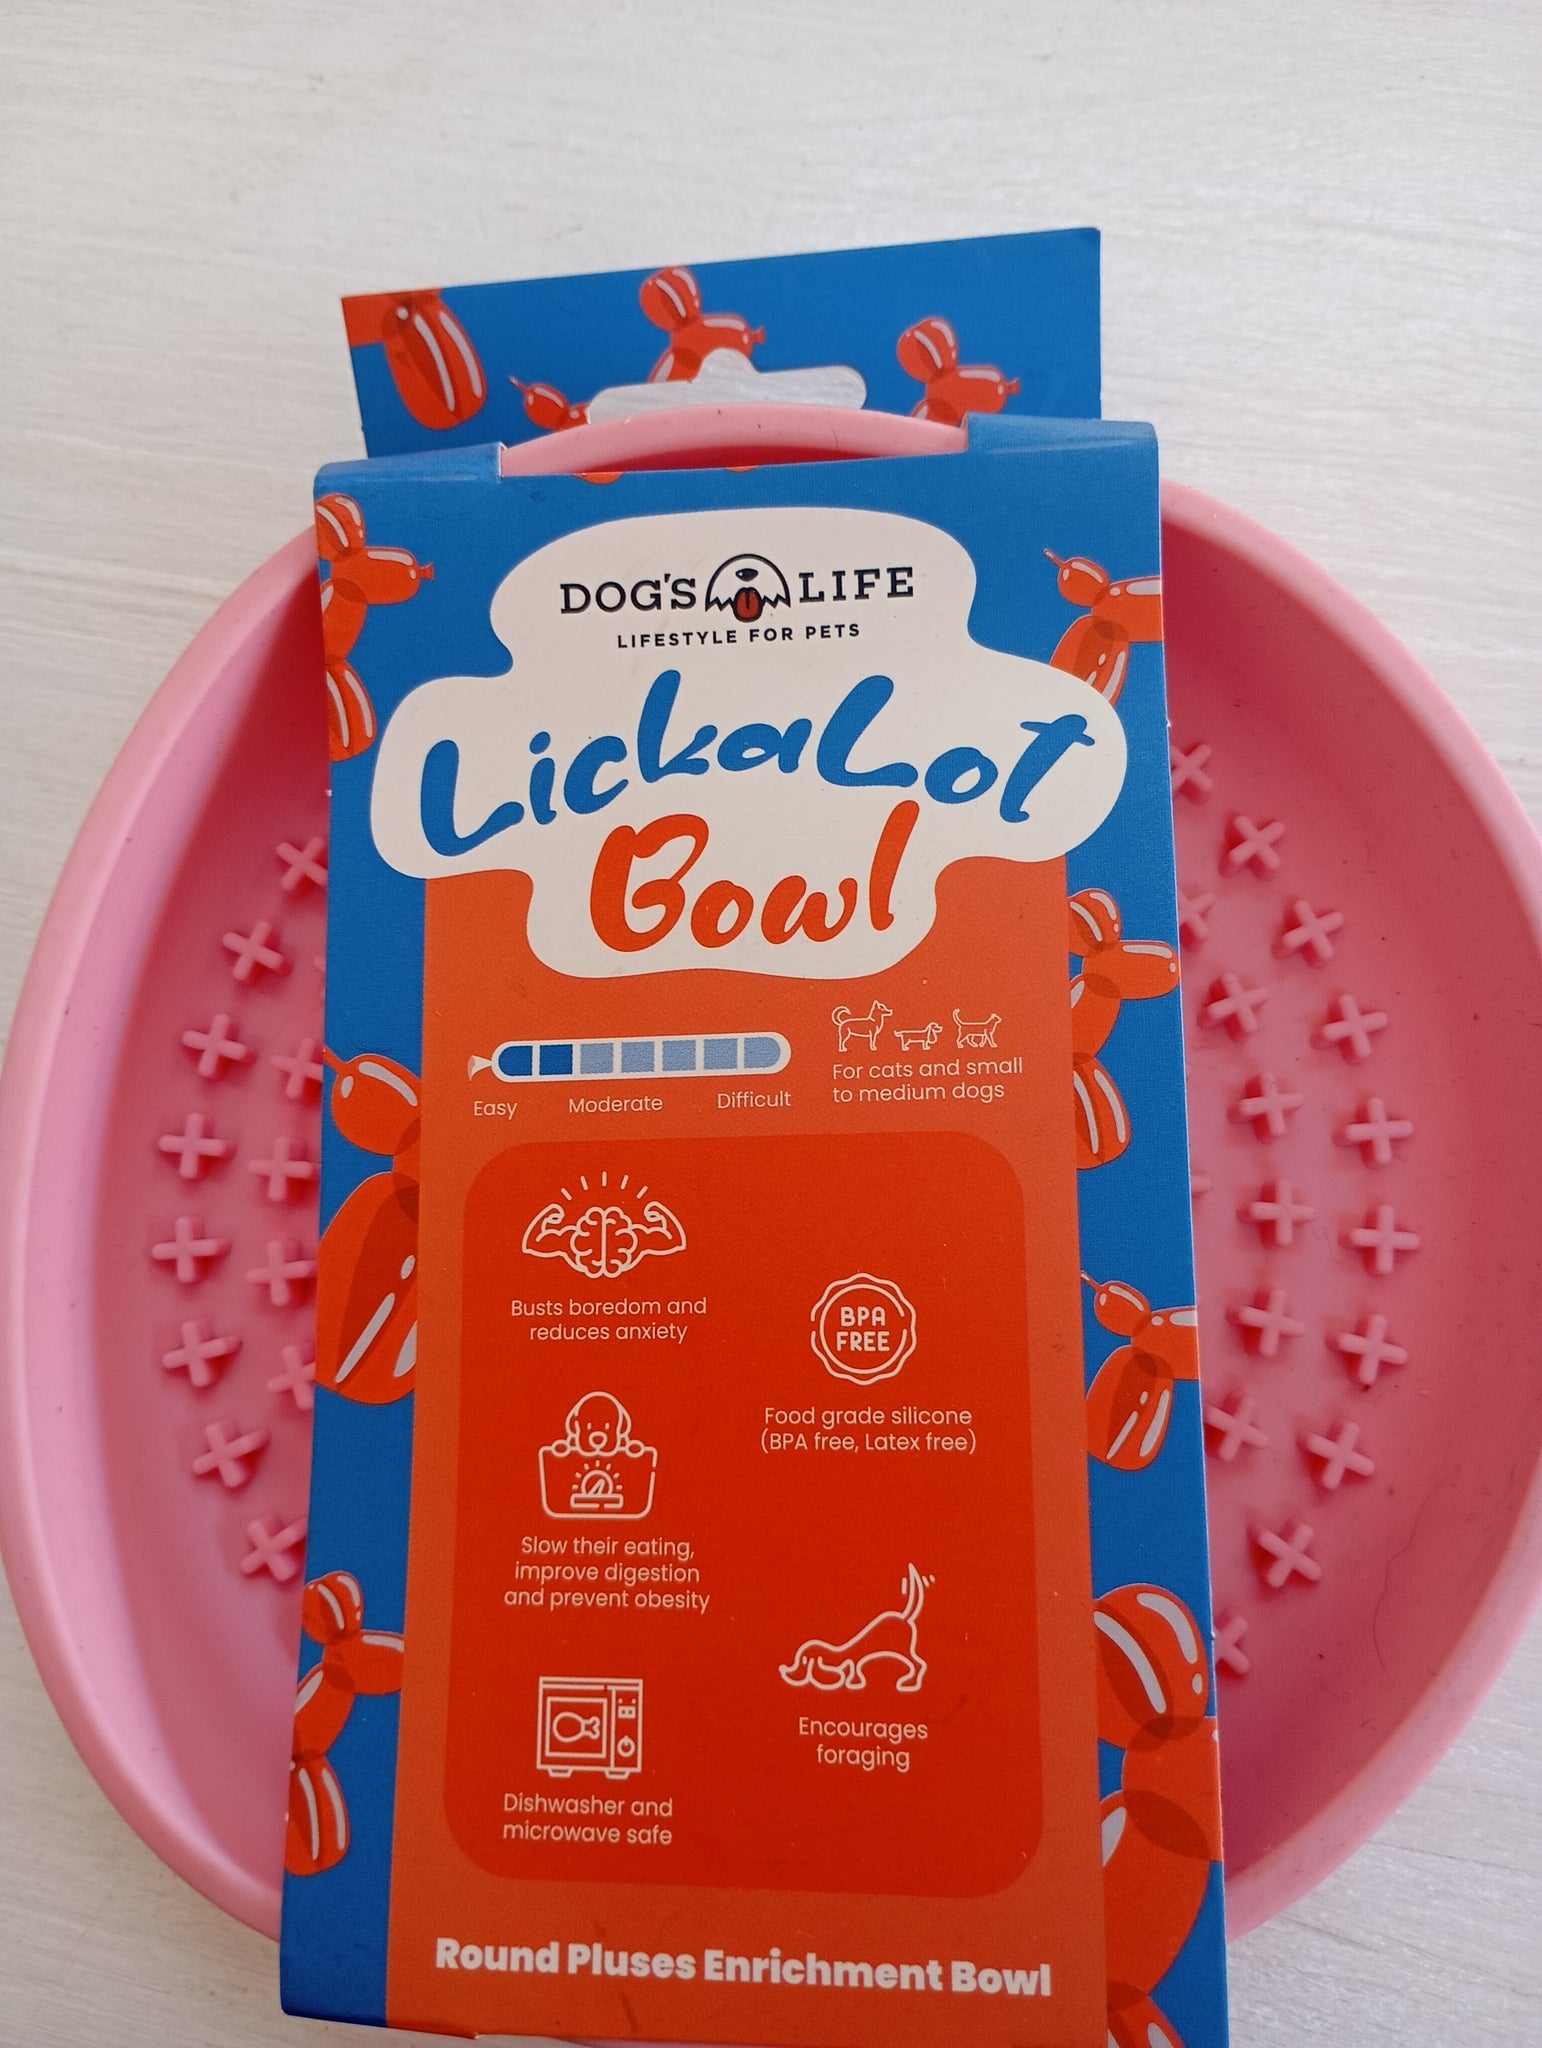 DOG'S LIFE
LIFESTYLE FOR PETS
LickaLot
Bowl
Easy
Moderate
Difficult
For cats and small
to medium dogs
Busts boredom and
reduces anxiety
BPA
FREE
Food grade silicone
(BPA free, Latex free)
Slow their eating,
improve digestion
and prevent obesity
Encourages
foraging
Dishwasher and
microwave safe
Round Pluses Enrichment Bowl